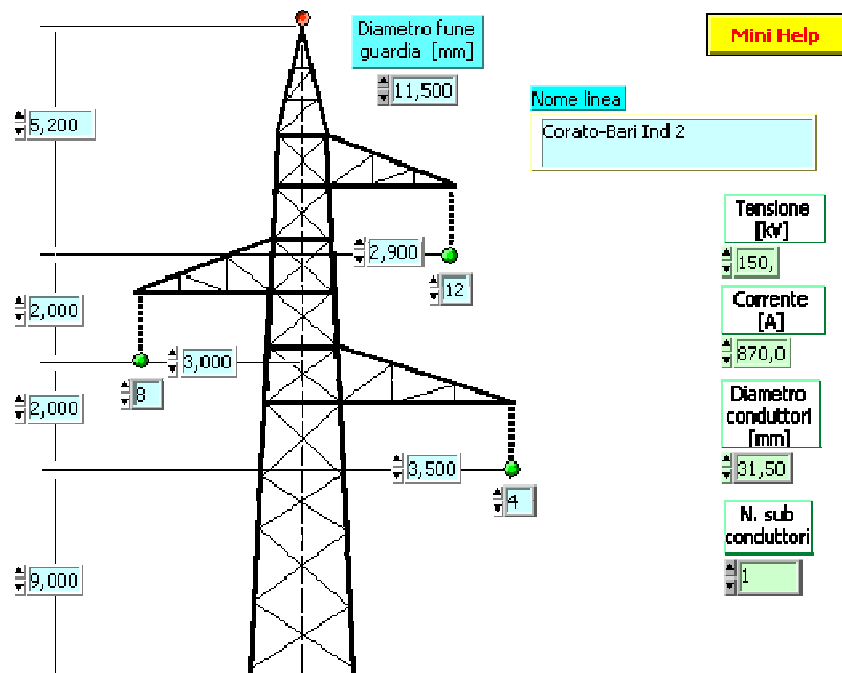 Diametro fune
guardia [mm]
11,500
Mini Help
Nome linea
Corato-Bari Ind 2
5,200
Tensione
[kV]
150,
2,900
12
2,000
Corrente
[A]
870,0
3,000
8
2,000
Diametro
conduttori
[mm]
31,50
3,500
4
N. sub
conduttori
1
9,000